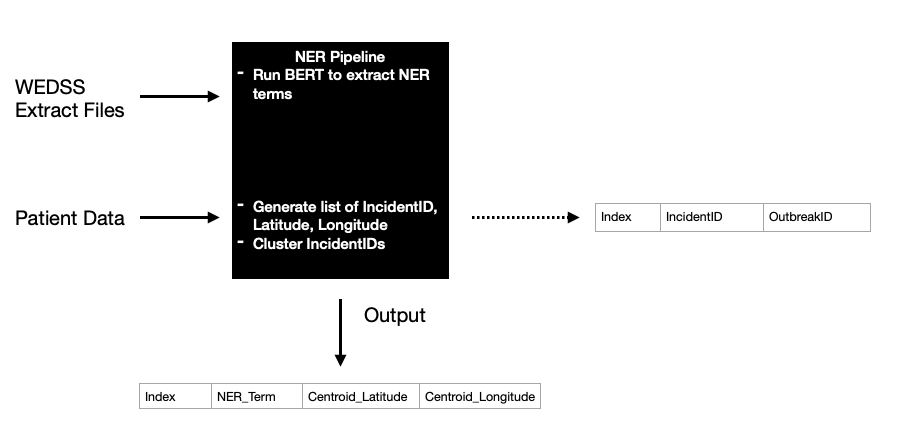 NER Pipeline
- Run BERT to extract NER
terms
WEDSS
Extract Files
Patient Data
- Generate list of IncidentID,
Latitude, Longitude
- Cluster IncidentIDs
Index IncidentID OutbreakID
Output
Index NER_Term Centroid_Latitude Centroid_Longitude